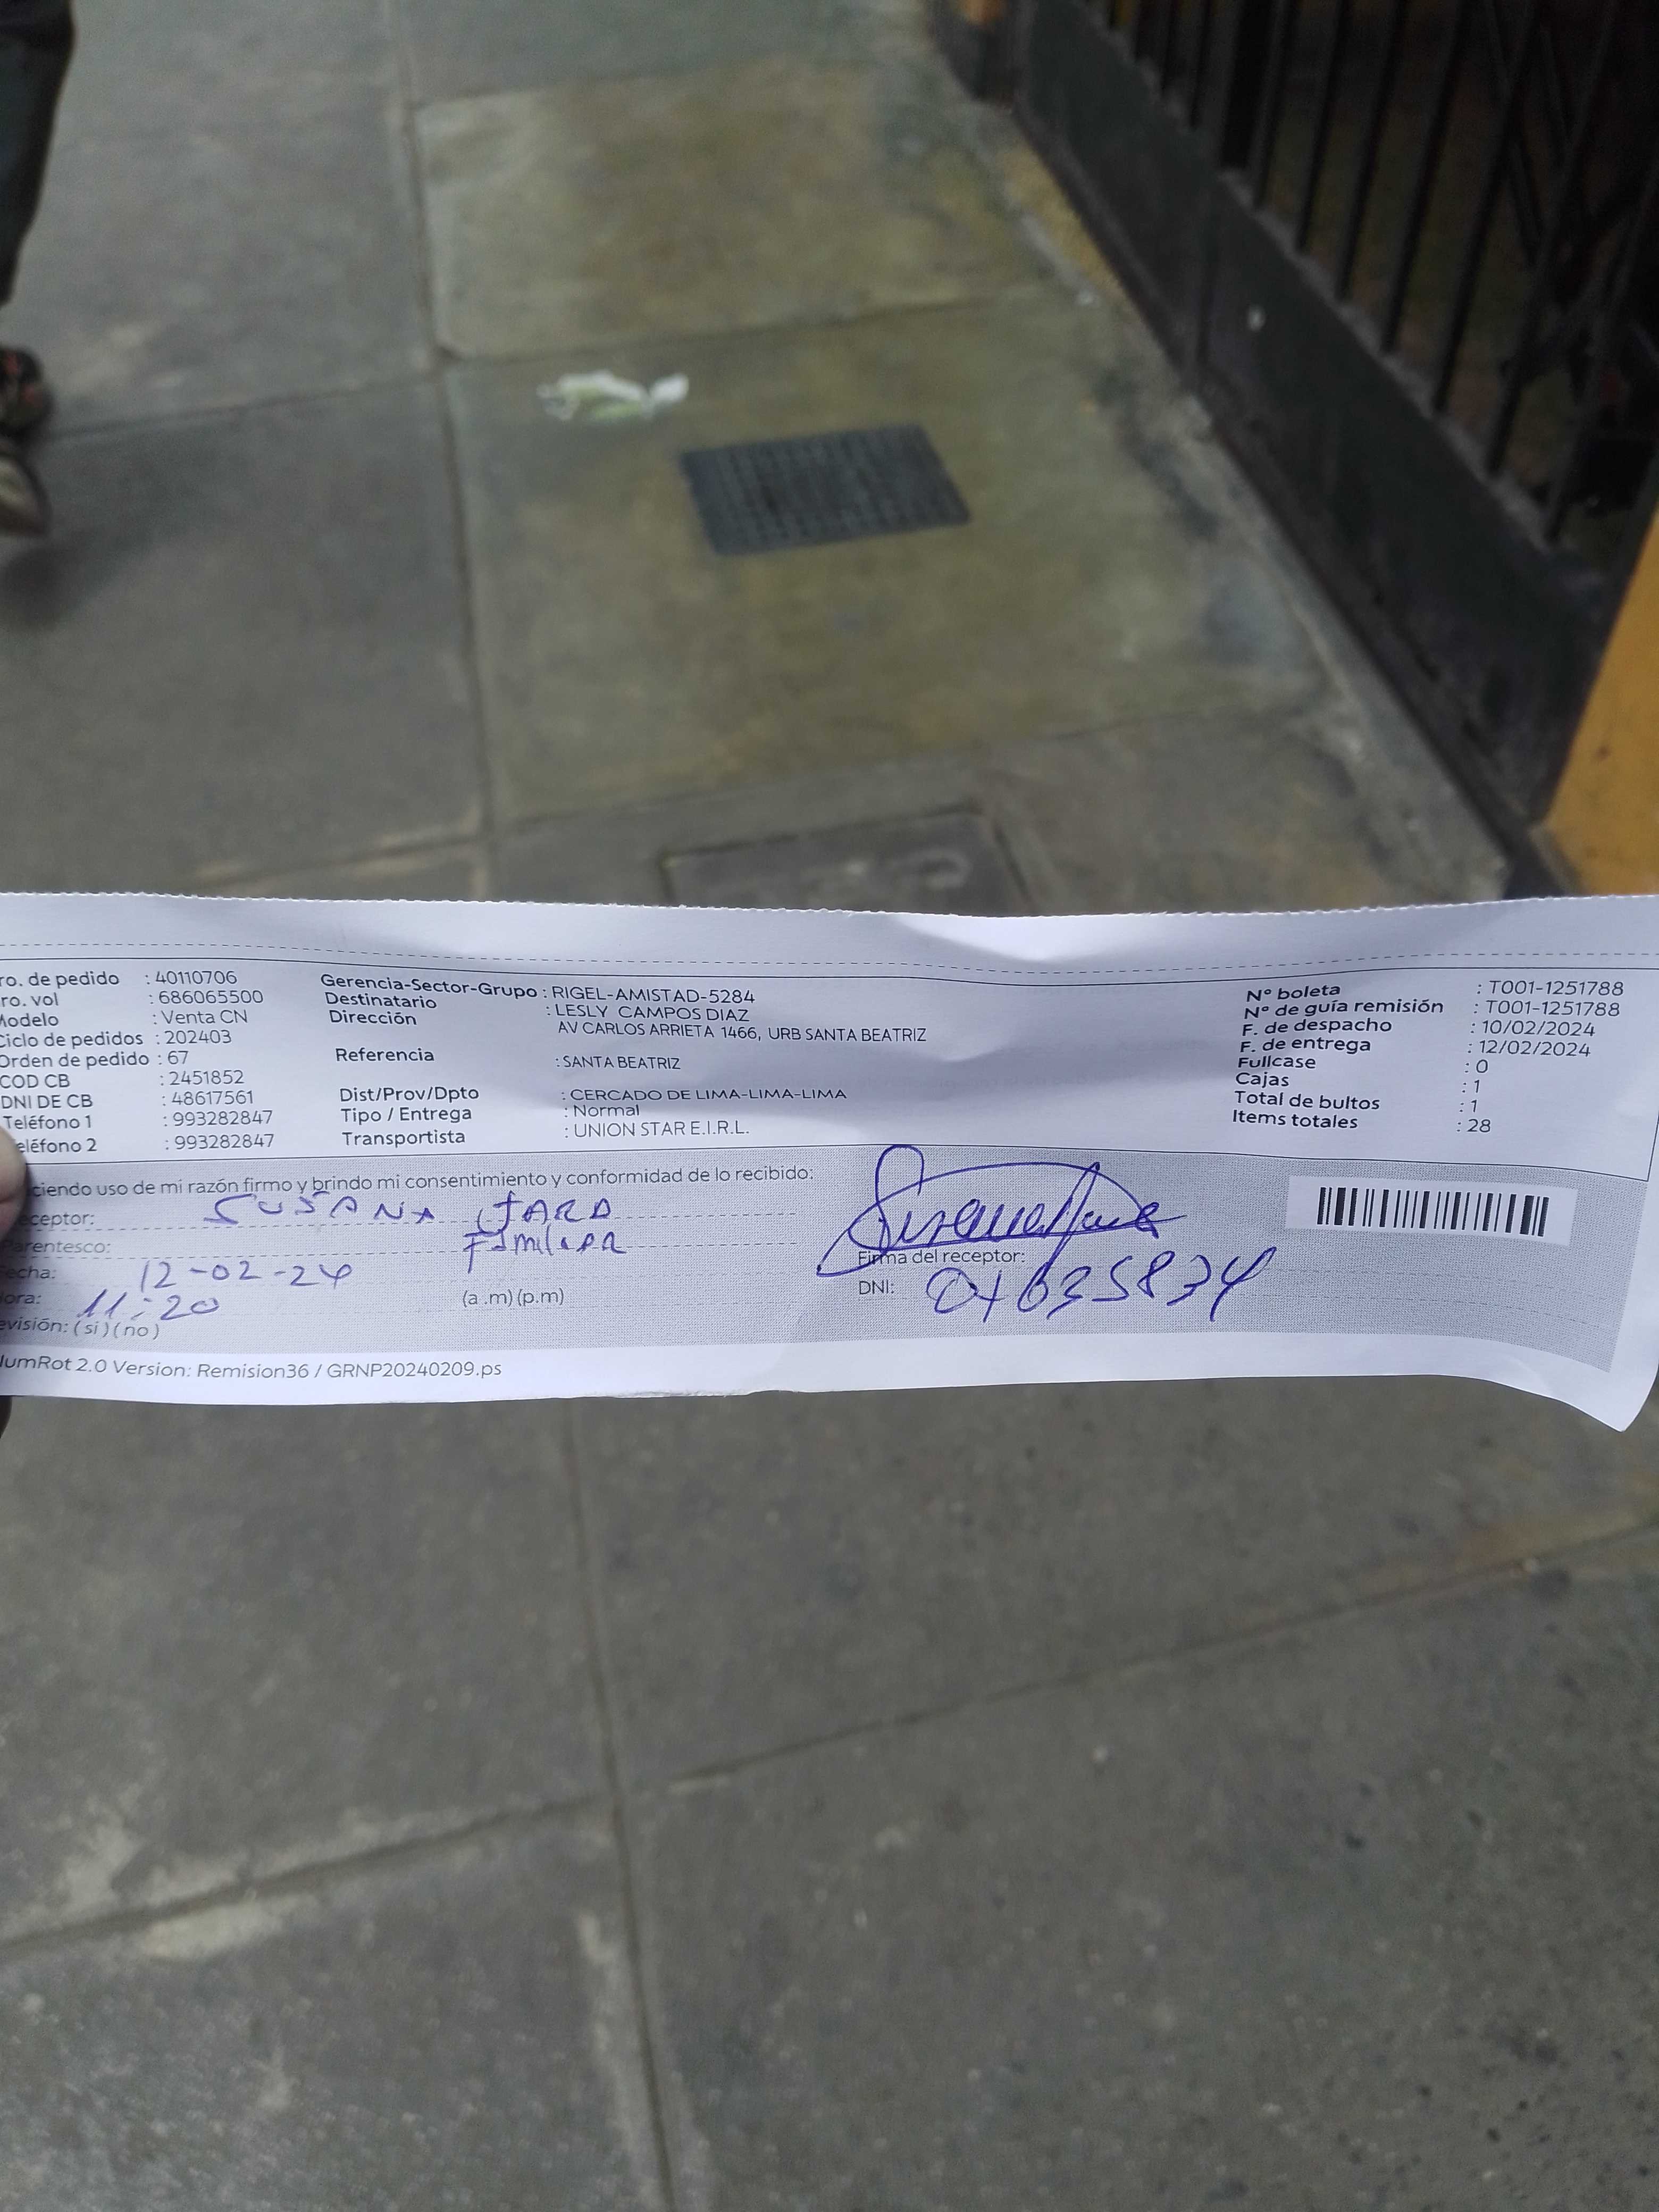 ro. de pedido : 40110706
ro. vol : 686065500
Modelo : Venta CN
Ciclo de pedidos : 202403
Orden de pedido : 67
COD CB : 2451852
DNI DE CB : 48617561
Teléfono 1 : 993282847
eléfono 2 : 993282847
Gerencia-Sector-Grupo : RIGEL-AMISTAD-5284
Destinatario : LESLY CAMPOS DIAZ
Dirección AV CARLOS ARRIETA 1466, URB SANTA BEATRIZ
Referencia : SANTA BEATRIZ
Dist/Prov/Dpto : CERCADO DE LIMA-LIMA-LIMA
Tipo / Entrega : Normal
Transportista : UNION STAR E.I.R.L.
Nº boleta : T001-1251788
Nº de guía remisión : T001-1251788
F. de despacho : 10/02/2024
F. de entrega : 12/02/2024
Fullcase : 0
Cajas : 1
Total de bultos : 1
Items totales : 28
ciendo uso de mi razón firmo y brindo mi consentimiento y conformidad de lo recibido:
eceptor: SUSANA JARA
arentesco: Familiar
echa: 12-02-24
ora: 11:20 (a .m) (p.m)
evisión: ( si ) ( no )
Firma del receptor:
DNI:
lumRot 2.0 Version: Remision36 / GRNP20240209.ps